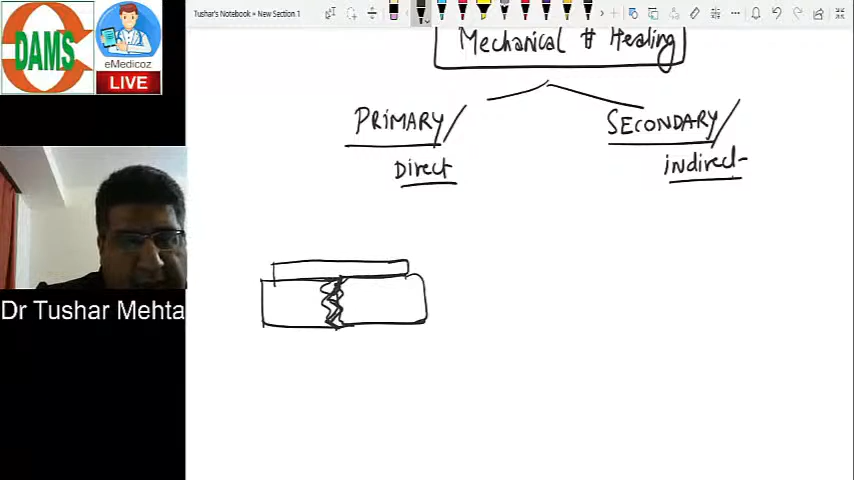 DAMS
eMedicoz
LIVE
Dr Tushar Mehta
Tushar's Notebook » New Section 1
Mechanical # Healing
PRIMARY/
Direct
SECONDARY/
indirect